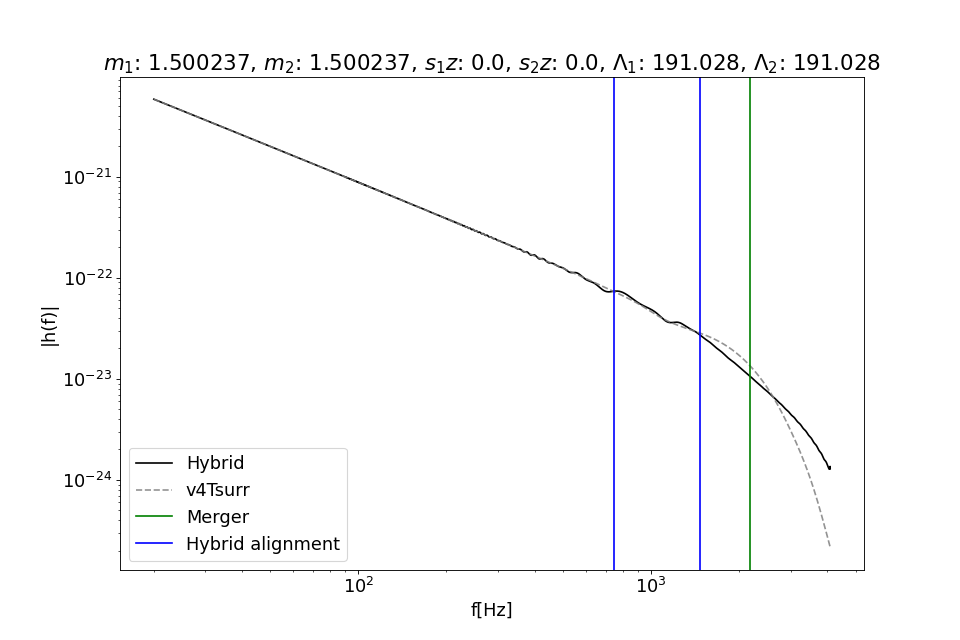 m₁: 1.500237, m₂: 1.500237, s₁z: 0.0, s₂z: 0.0, Λ₁: 191.028, Λ₂: 191.028
10⁻²¹
10⁻²²
10⁻²³
10⁻²⁴
|h(f)|
Hybrid
v4Tsurr
Merger
Hybrid alignment
10² 10³
f[Hz]